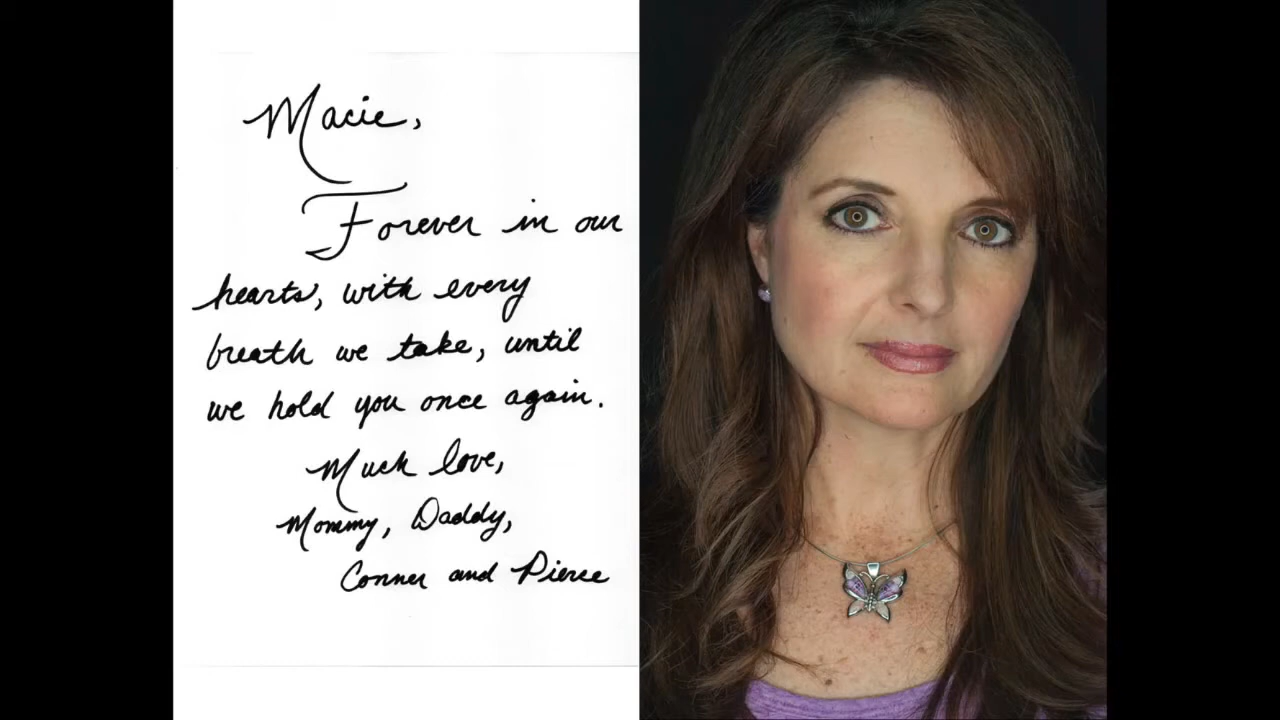 Macie,
Forever in our
hearts, with every
breath we take, until
we hold you once again.
Much love,
Mommy, Daddy,
Conner and Pierce